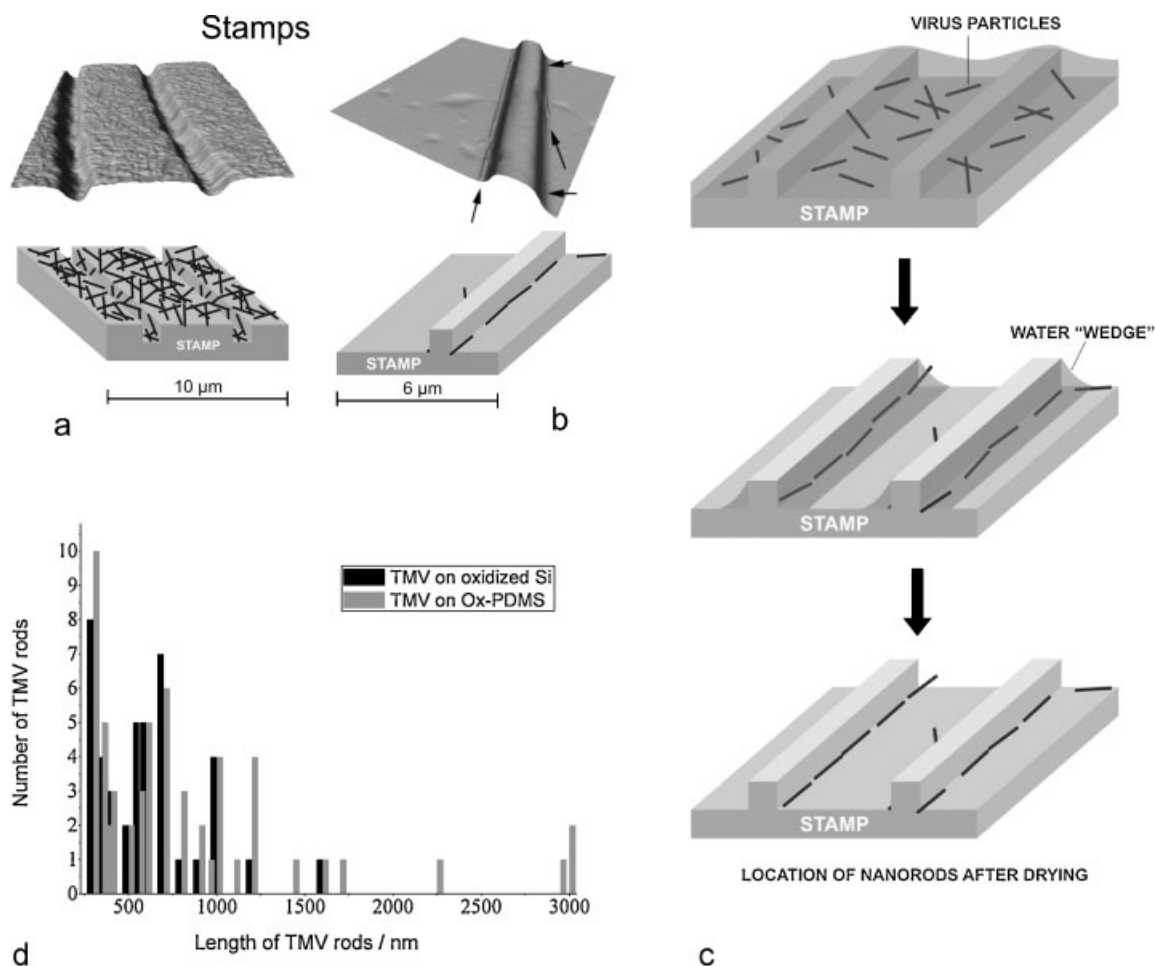 Stamps
a
STAMP
10 µm
b
STAMP
6 µm
VIRUS PARTICLES
STAMP
WATER “WEDGE”
STAMP
STAMP
LOCATION OF NANORODS AFTER DRYING
c
d
Number of TMV rods
10
9
8
7
6
5
4
3
2
1
0
TMV on oxidized Si
TMV on Ox-PDMS
500 1000 1500 2000 2500 3000
Length of TMV rods / nm